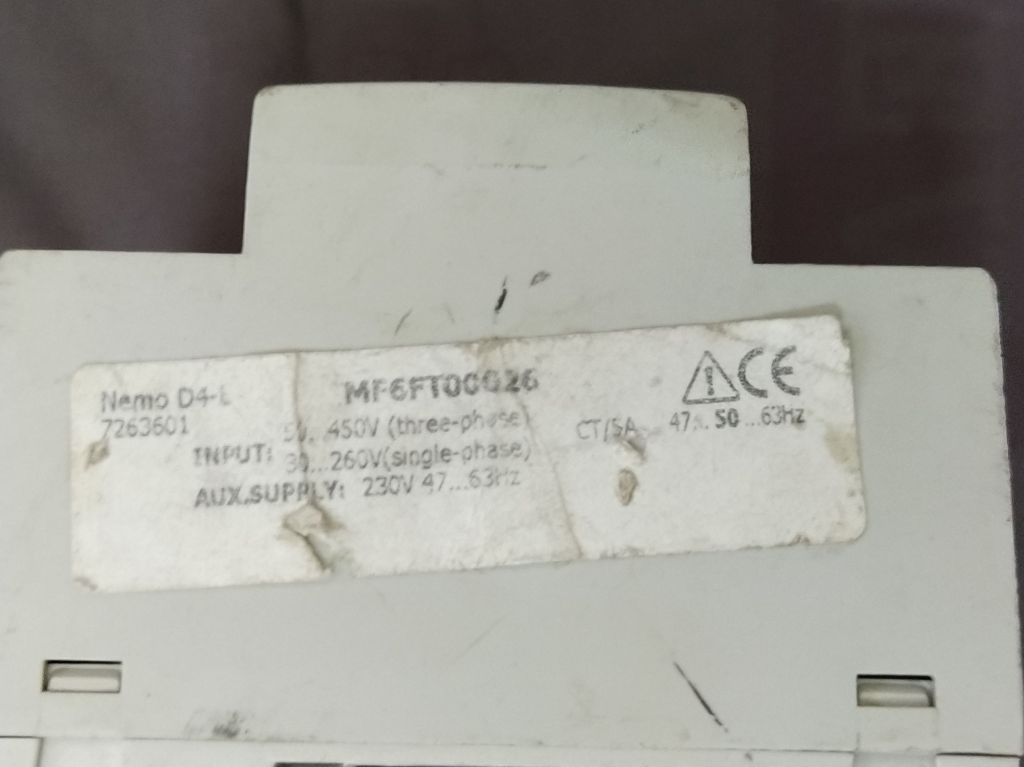 Nemo D4-L
MF6FT00026
7263601
INPUT:
50...450V (three-phase)
30...260V(single-phase)
CT/5A
47...50...63Hz
CE
AUX.SUPPLY: 230V 47...63Hz